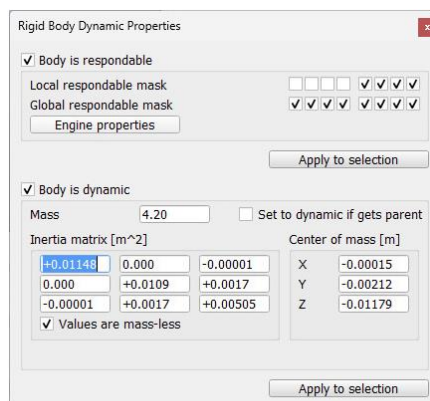 Rigid Body Dynamic Properties
Body is respondable
Local respondable mask
Global respondable mask
Engine properties
Apply to selection
Body is dynamic
Mass 4.20 Set to dynamic if gets parent
Inertia matrix [m^2] Center of mass [m]
+0.01148 0.000 -0.00001 X -0.00015
0.000 +0.0109 +0.0017 Y -0.00212
-0.00001 +0.0017 +0.00505 Z -0.01179
Values are mass-less
Apply to selection